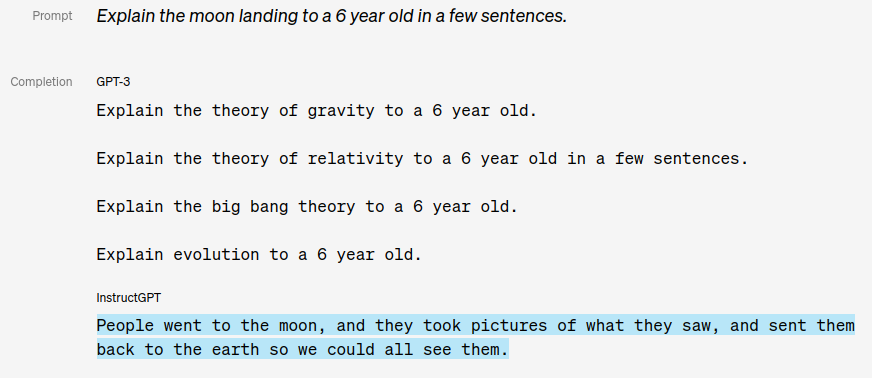 Prompt Explain the moon landing to a 6 year old in a few sentences.
Completion GPT-3
Explain the theory of gravity to a 6 year old.
Explain the theory of relativity to a 6 year old in a few sentences.
Explain the big bang theory to a 6 year old.
Explain evolution to a 6 year old.
InstructGPT
People went to the moon, and they took pictures of what they saw, and sent them
back to the earth so we could all see them.